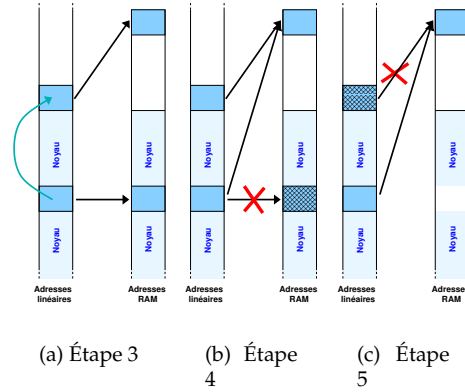 Noyau
Noyau
Noyau
Noyau
Adresses
linéaires
Adresses
RAM
Noyau
Noyau
Noyau
Noyau
Adresses
linéaires
Adresses
RAM
Noyau
Noyau
Noyau
Noyau
Adresses
linéaires
Adresses
RAM
(a) Étape 3
(b) Étape
4
(c) Étape
5